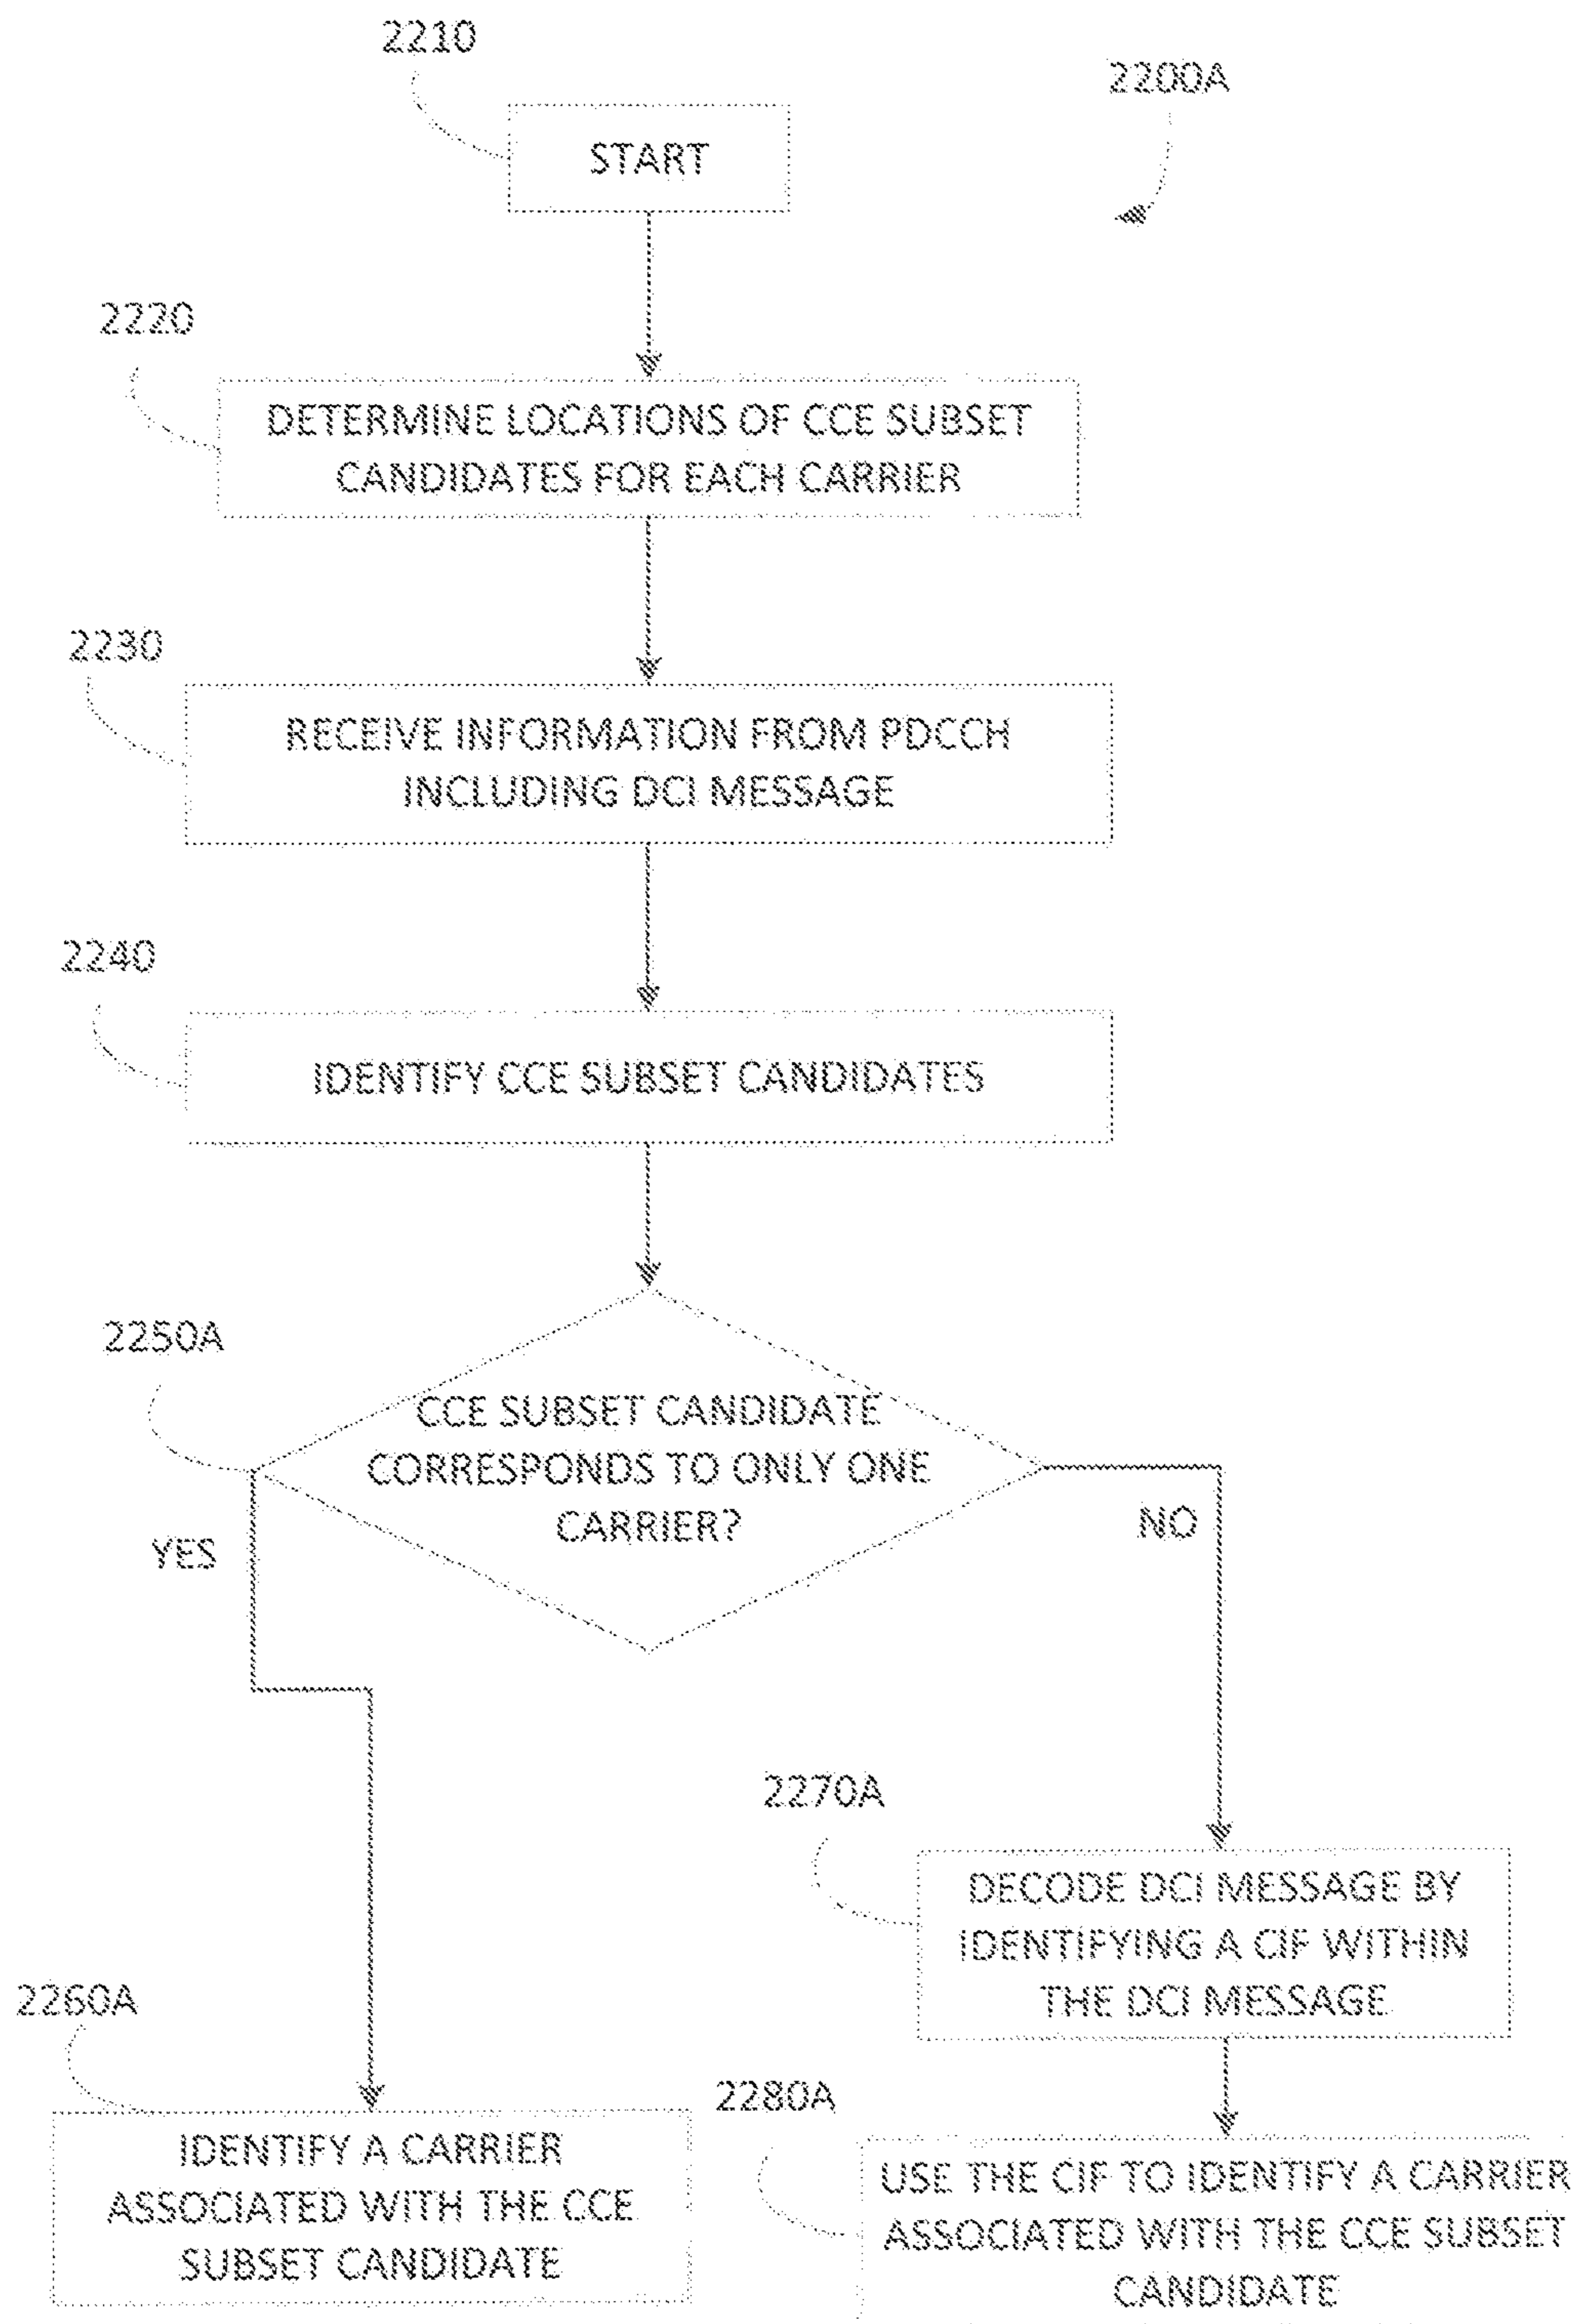 2210
2200A
START
2220
DETERMINE LOCATIONS OF CCE SUBSET
CANDIDATES FOR EACH CARRIER
2230
RECEIVE INFORMATION FROM PDCCH
INCLUDING DCI MESSAGE
2240
IDENTIFY CCE SUBSET CANDIDATES
2250A
CCE SUBSET CANDIDATE
CORRESPONDS TO ONLY ONE
CARRIER?
YES
NO
2270A
DECODE DCI MESSAGE BY
IDENTIFYING A CIF WITHIN
THE DCI MESSAGE
2260A
IDENTIFY A CARRIER
ASSOCIATED WITH THE CCE
SUBSET CANDIDATE
2280A
USE THE CIF TO IDENTIFY A CARRIER
ASSOCIATED WITH THE CCE SUBSET
CANDIDATE